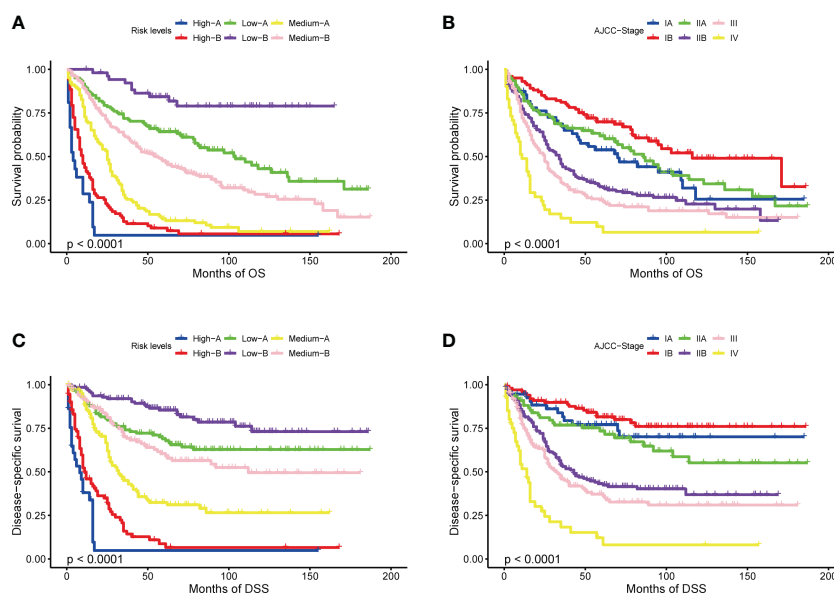 A
Risk levels
High−A
Low−A
Medium−A
High−B
Low−B
Medium−B
Survival probability
1.00
0.75
0.50
0.25
0.00
p < 0.0001
0
50
100
150
200
Months of OS
B
AJCC−Stage
IA
IIA
III
IB
IIB
IV
Survival probability
1.00
0.75
0.50
0.25
0.00
p < 0.0001
0
50
100
150
200
Months of OS
C
Risk levels
High−A
Low−A
Medium−A
High−B
Low−B
Medium−B
Disease−specific surival
1.00
0.75
0.50
0.25
0.00
p < 0.0001
0
50
100
150
200
Months of DSS
D
AJCC−Stage
IA
IIA
III
IB
IIB
IV
Disease−specific surival
1.00
0.75
0.50
0.25
0.00
p < 0.0001
0
50
100
150
200
Months of DSS